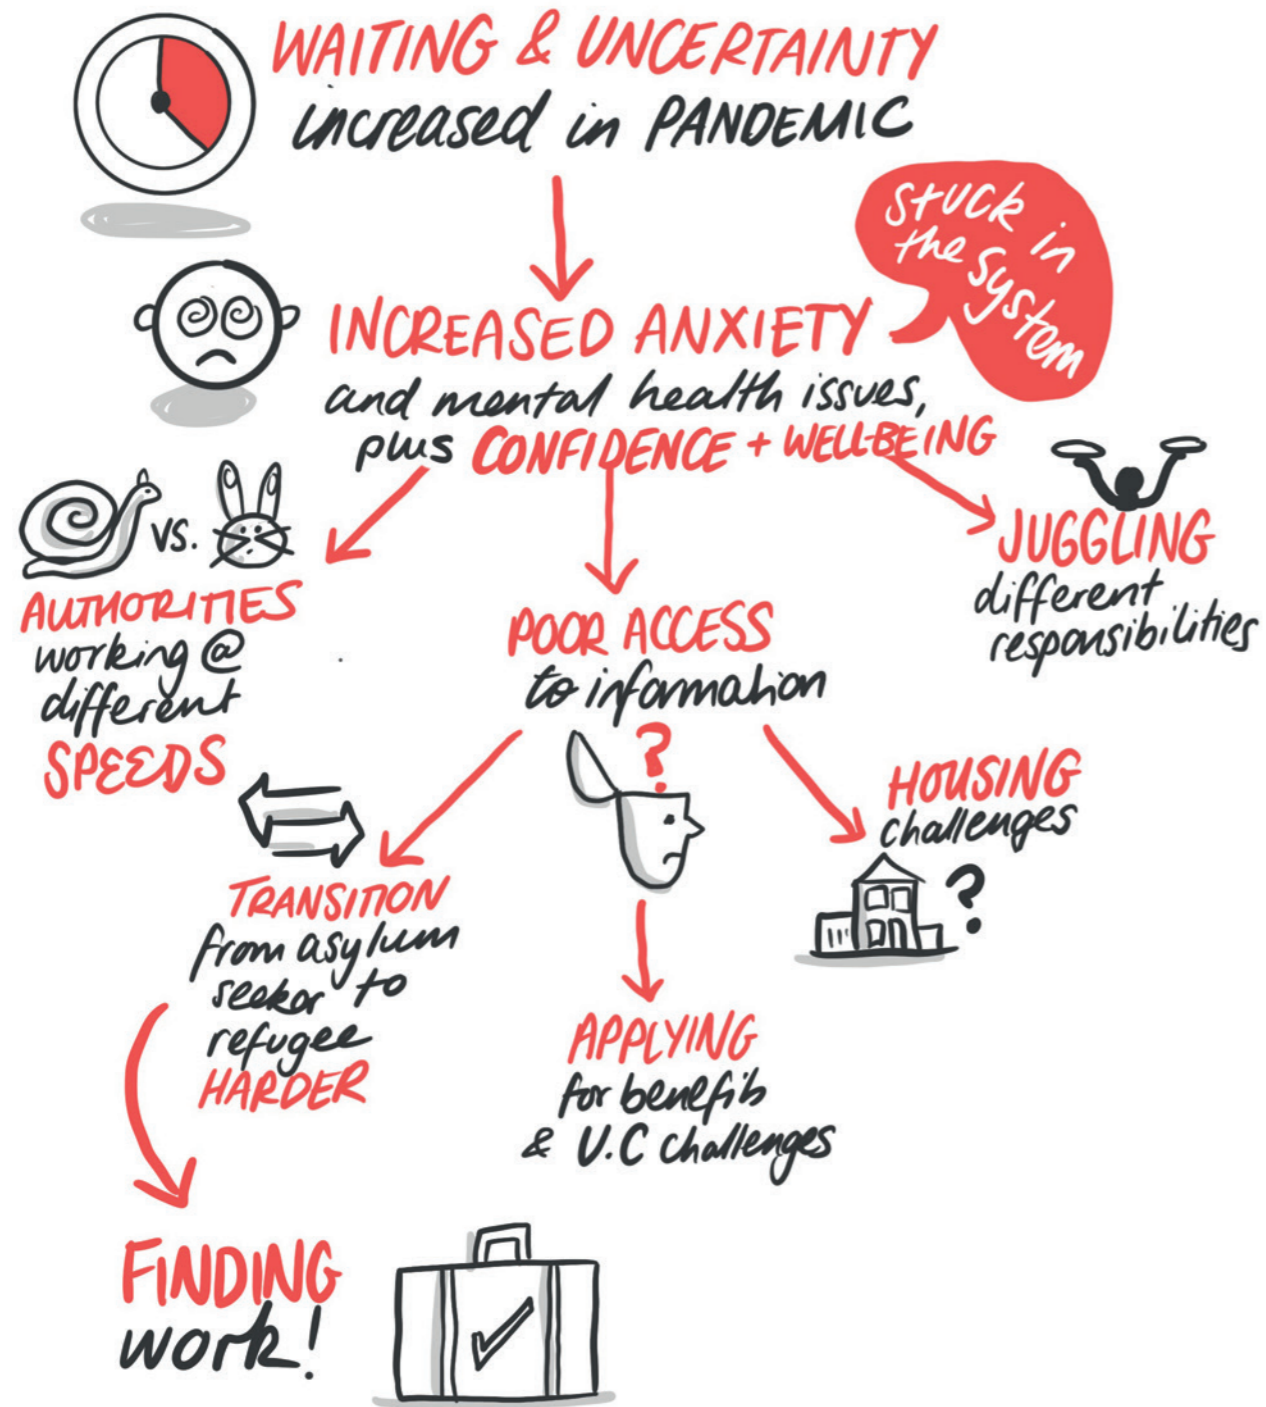 WAITING & UNCERTAINTY
increased in PANDEMIC
stuck in
the system
INCREASED ANXIETY
and mental health issues,
plus CONFIDENCE + WELL-BEING
VS.
AUTHORITIES
working @
different
SPEEDS
POOR ACCESS
to information
JUGGLING
different
responsibilities
?
HOUSING
challenges
?
TRANSITION
from asylum
seeker to
refugee
HARDER
APPLYING
for benefits
& U.C challenges
FINDING
work!